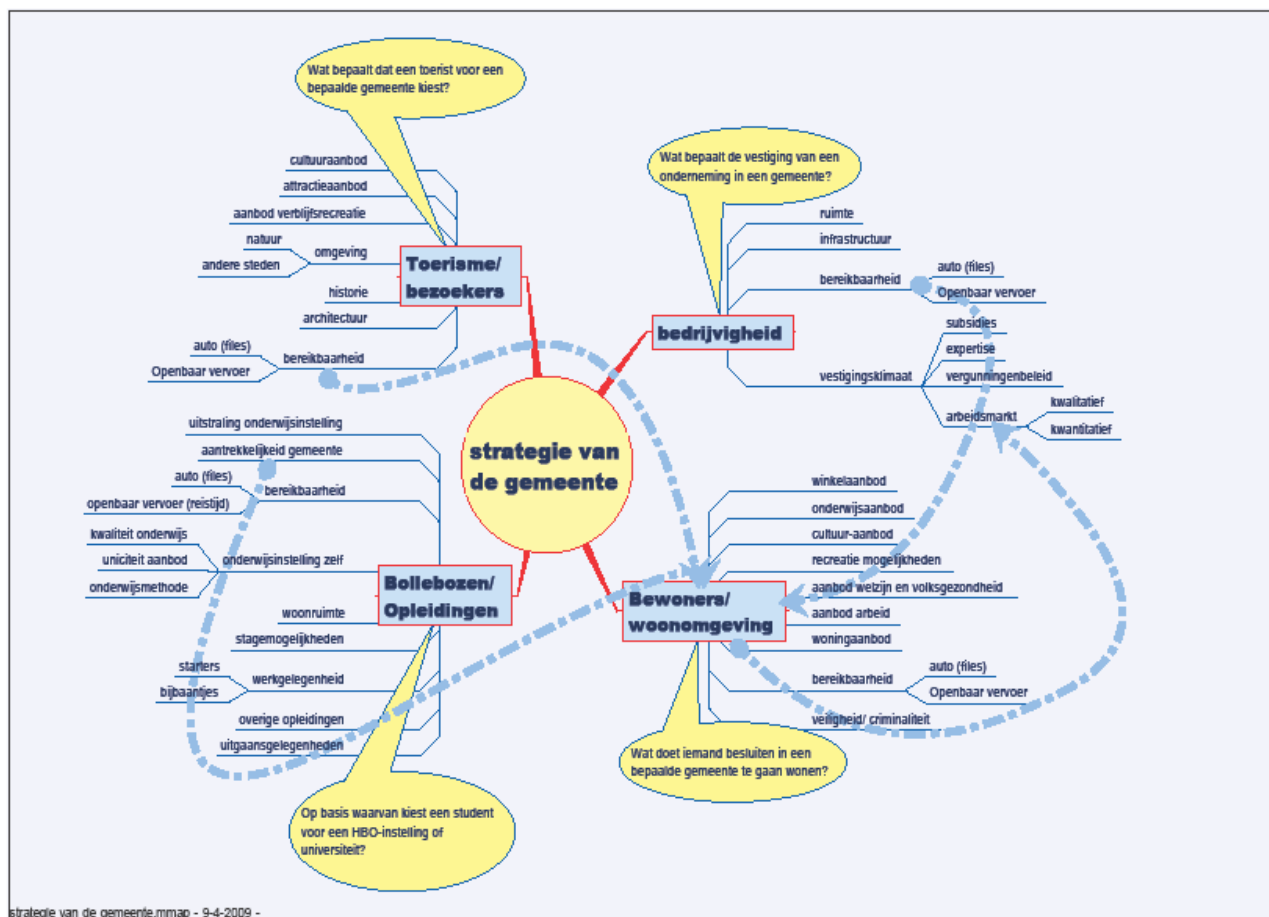 Wat bepaalt dat een toerist voor een
bepaalde gemeente kiest?
cultuuraanbod
attractieaanbod
aanbod verblijfsrecreatie
natuur
andere steden
omgeving
historie
architectuur
auto (files)
Openbaar vervoer
bereikbaarheid
Toerisme/
bezoekers
Wat bepaalt de vestiging van een
onderneming in een gemeente?
ruimte
infrastructuur
bereikbaarheid
auto (files)
Openbaar vervoer
bedrijvigheid
vestigingsklimaat
subsidies
expertise
vergunningenbeleid
arbeidsmarkt
kwalitatief
kwantitatief
strategie van
de gemeente
uitstraling onderwijsinstelling
aantrekkelijkeid gemeente
auto (files)
openbaar vervoer (reistijd)
bereikbaarheid
kwaliteit onderwijs
uniciteit aanbod
onderwijsmethode
onderwijsinstelling zelf
Bollebozen/
Opleidingen
woonruimte
stagemogelijkheden
starters
bijbaantjes
werkgelegenheid
overige opleidingen
uitgaansgelegenheden
Op basis waarvan kiest een student
voor een HBO-instelling of
universiteit?
winkelaanbod
onderwijsaanbod
cultuur-aanbod
recreatie mogelijkheden
aanbod welzijn en volksgezondheid
aanbod arbeid
woningaanbod
bereikbaarheid
auto (files)
Openbaar vervoer
veiligheid/ criminaliteit
Bewoners/
woonomgeving
Wat doet iemand besluiten in een
bepaalde gemeente te gaan wonen?
strategie van de gemeente.mmap - 9-4-2009 -